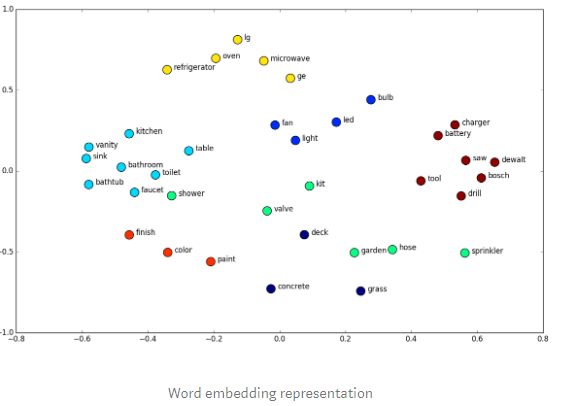 1.0
lg
oven
microwave
refrigerator
ge
0.5
bulb
fan
led
charger
kitchen
light
battery
vanity
table
sink
saw
dewalt
0.0
bathroom
toilet
bosch
bathtub
kit
tool
faucet
shower
drill
valve
finish
deck
color
garden
hose
sprinkler
-0.5
paint
concrete
grass
-1.0
-0.8
-0.6
-0.4
-0.2
0.0
0.2
0.4
0.6
0.8
Word embedding representation